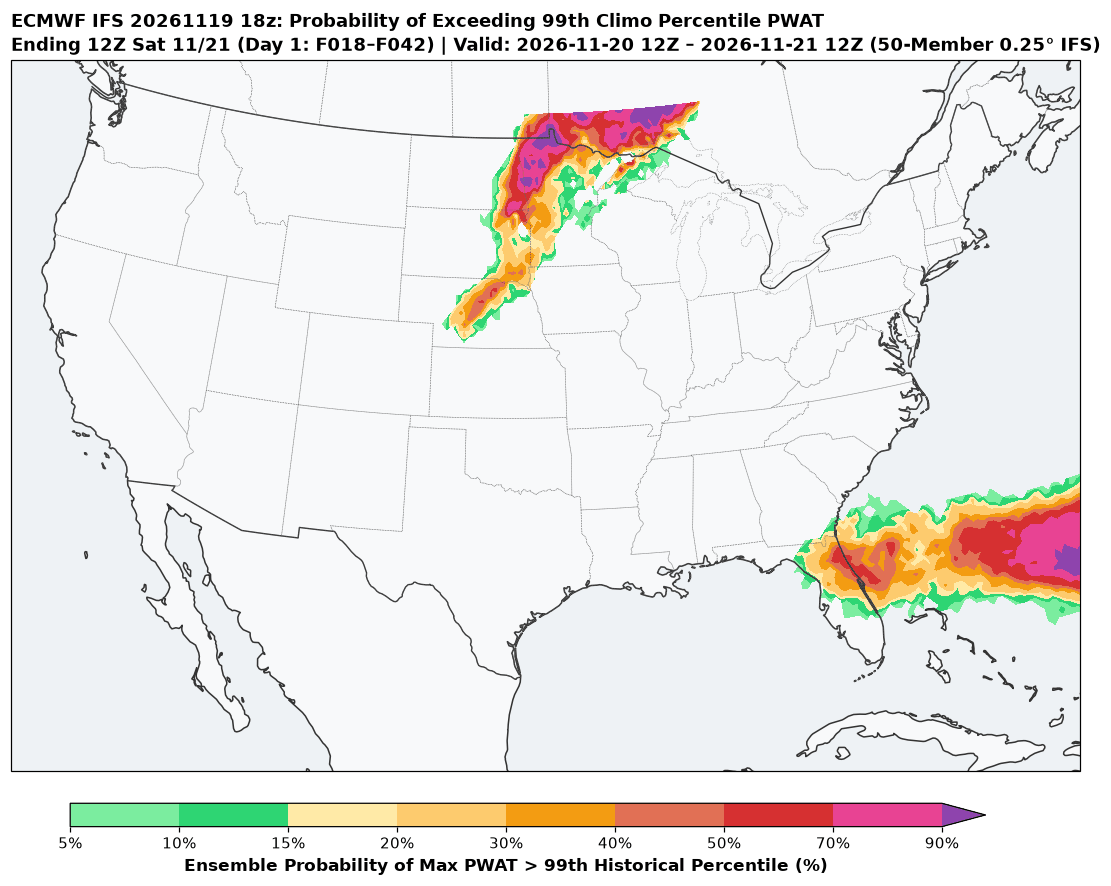 ECMWF IFS 20261119 18z: Probability of Exceeding 99th Climo Percentile PWAT
Ending 12Z Sat 11/21 (Day 1: F018–F042) | Valid: 2026-11-20 12Z – 2026-11-21 12Z (50-Member 0.25° IFS)
5% 10% 15% 20% 30% 40% 50% 70% 90%
Ensemble Probability of Max PWAT > 99th Historical Percentile (%)